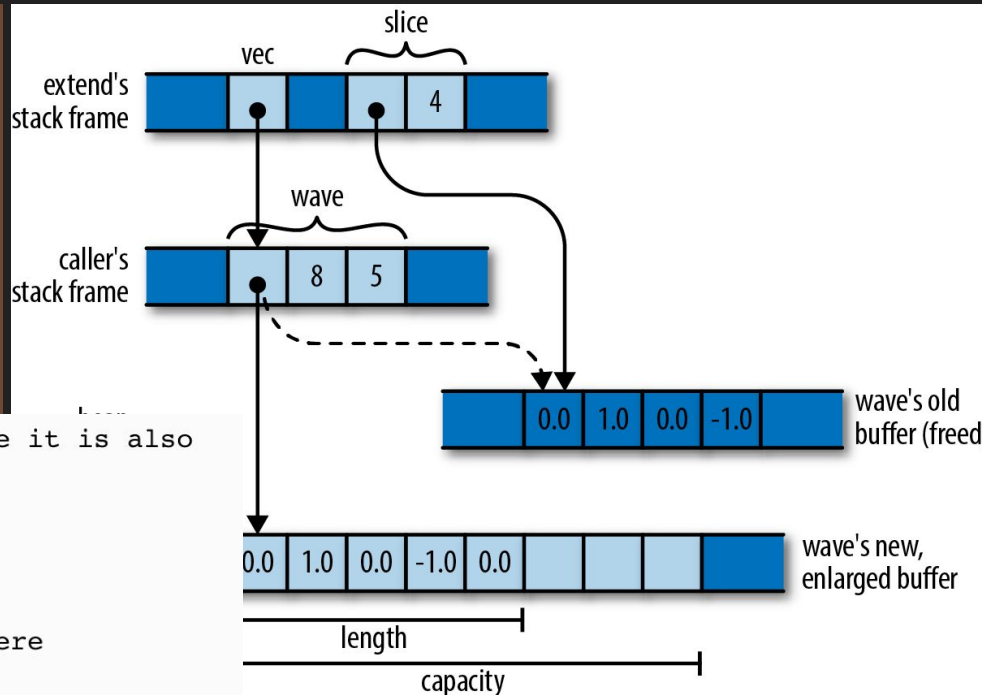 slice
vec
extend's
stack frame
4
wave
caller's
stack frame
8 5
0.0 1.0 0.0 -1.0
wave's old
buffer (freed
e it is also
0.0 1.0 0.0 -1.0 0.0
wave's new,
enlarged buffer
ere
length
capacity